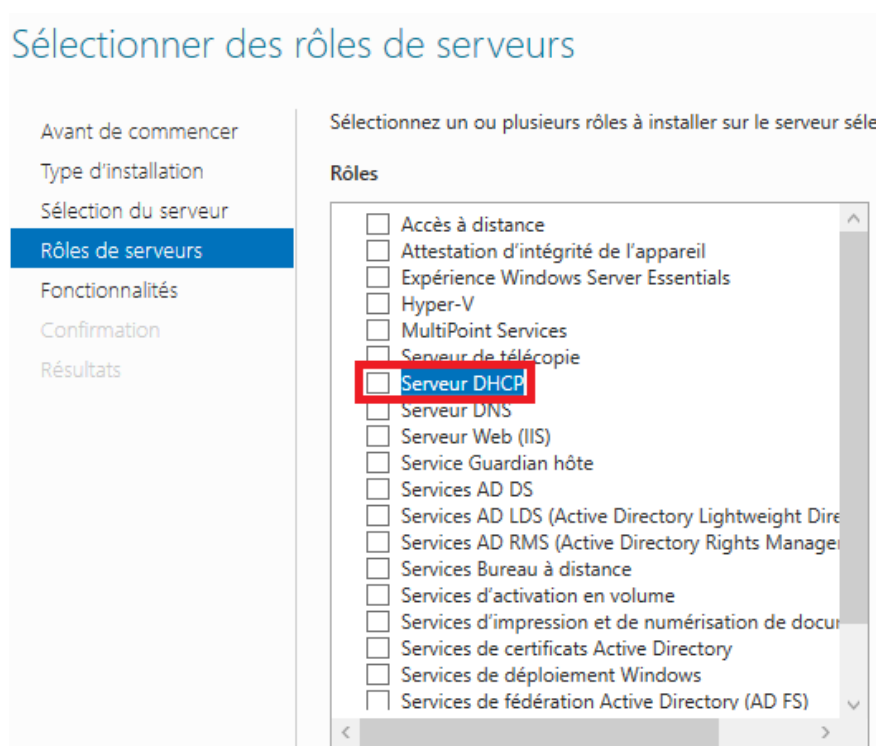 Sélectionner des rôles de serveurs
Avant de commencer
Type d'installation
Sélection du serveur
Rôles de serveurs
Fonctionnalités
Confirmation
Résultats
Sélectionnez un ou plusieurs rôles à installer sur le serveur séle
Rôles
Accès à distance
Attestation d'intégrité de l'appareil
Expérience Windows Server Essentials
Hyper-V
MultiPoint Services
Serveur de télécopie
Serveur DHCP
Serveur DNS
Serveur Web (IIS)
Service Guardian hôte
Services AD DS
Services AD LDS (Active Directory Lightweight Dire
Services AD RMS (Active Directory Rights Manage
Services Bureau à distance
Services d'activation en volume
Services d'impression et de numérisation de docu
Services de certificats Active Directory
Services de déploiement Windows
Services de fédération Active Directory (AD FS)